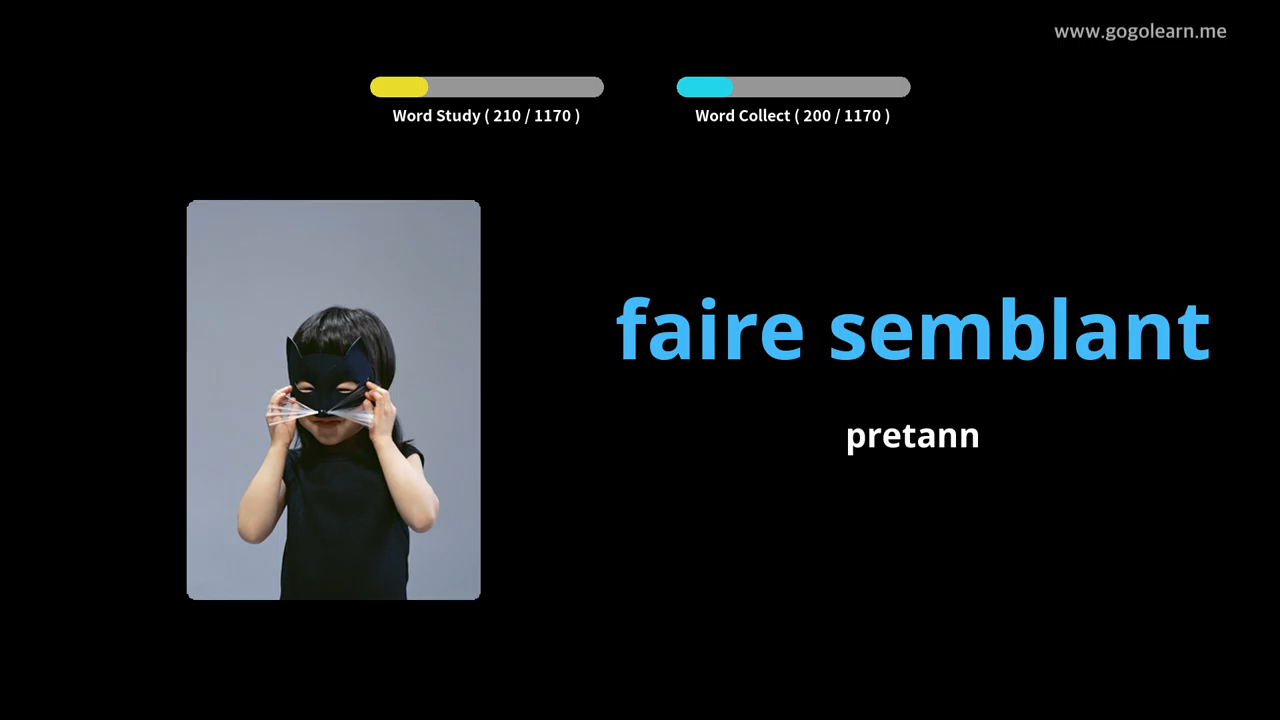 www.gogolearn.me
Word Study ( 210 / 1170 )
Word Collect ( 200 / 1170 )
faire semblant
pretann